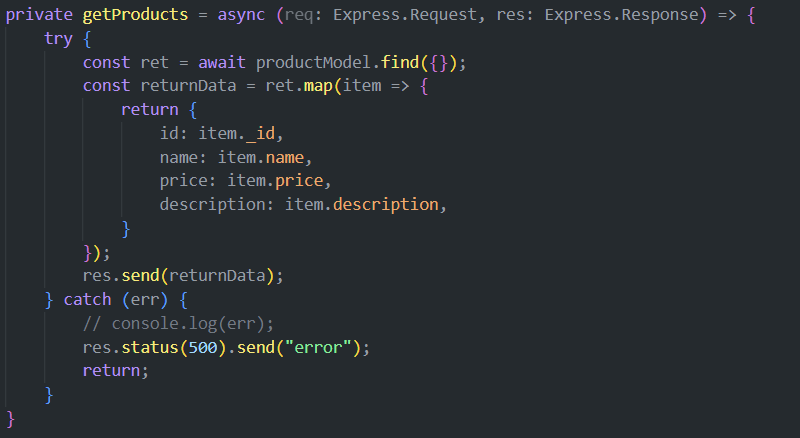 private getProducts = async (req: Express.Request, res: Express.Response) => {
    try {
        const ret = await productModel.find({});
        const returnData = ret.map(item => {
            return {
                id: item._id,
                name: item.name,
                price: item.price,
                description: item.description,
            }
        });
        res.send(returnData);
    } catch (err) {
        // console.log(err);
        res.status(500).send("error");
        return;
    }
}